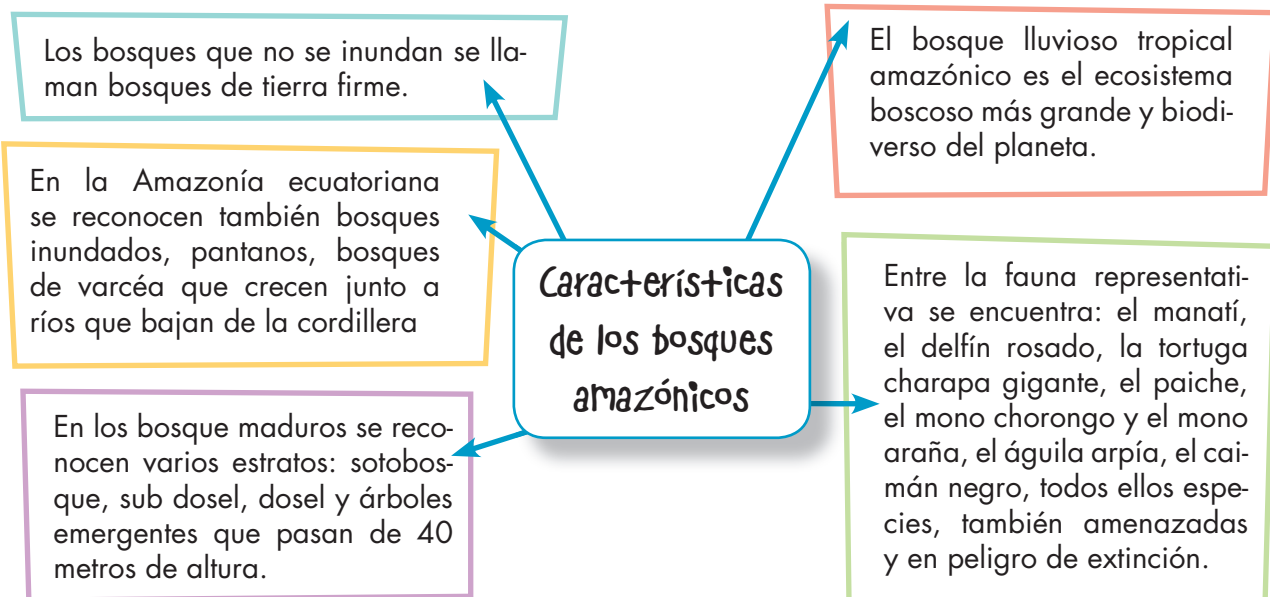 Los bosques que no se inundan se lla-
man bosques de tierra firme.
El bosque lluvioso tropical
amazónico es el ecosistema
boscoso más grande y biodi-
verso del planeta.
En la Amazonía ecuatoriana
se reconocen también bosques
inundados, pantanos, bosques
de varcéa que crecen junto a
ríos que bajan de la cordillera
Características
de los bosques
amazónicos
Entre la fauna representati-
va se encuentra: el manatí,
el delfín rosado, la tortuga
charapa gigante, el paiche,
el mono chorongo y el mono
araña, el águila arpía, el cai-
mán negro, todos ellos espe-
cies, también amenazadas
y en peligro de extinción.
En los bosque maduros se reco-
nocen varios estratos: sotobos-
que, sub dosel, dosel y árboles
emergentes que pasan de 40
metros de altura.